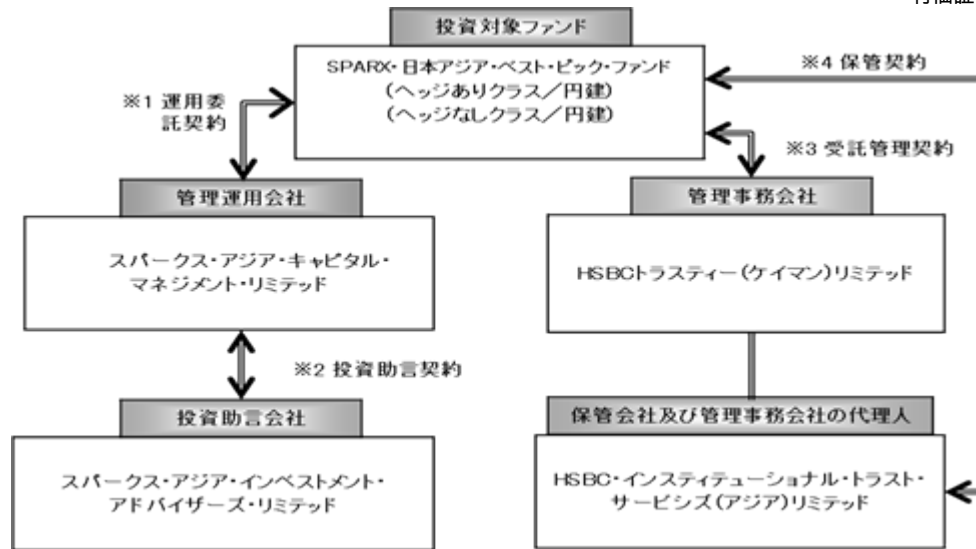 投資対象ファンド
SPARX・日本アジア・ベスト・ピック・ファンド
(ヘッジありクラス/円建)
(ヘッジなしクラス/円建)
※4 保管契約
※1 運用委
託契約
※3 受託管理契約
管理運用会社
スパークス・アジア・キャピタル・
マネジメント・リミテッド
管理事務会社
HSBCトラスティー(ケイマン)リミテッド
※2 投資助言契約
投資助言会社
スパークス・アジア・インベストメント・
アドバイザーズ・リミテッド
保管会社及び管理事務会社の代理人
HSBC・インスティテューショナル・トラスト・
サービシズ(アジア)リミテッド